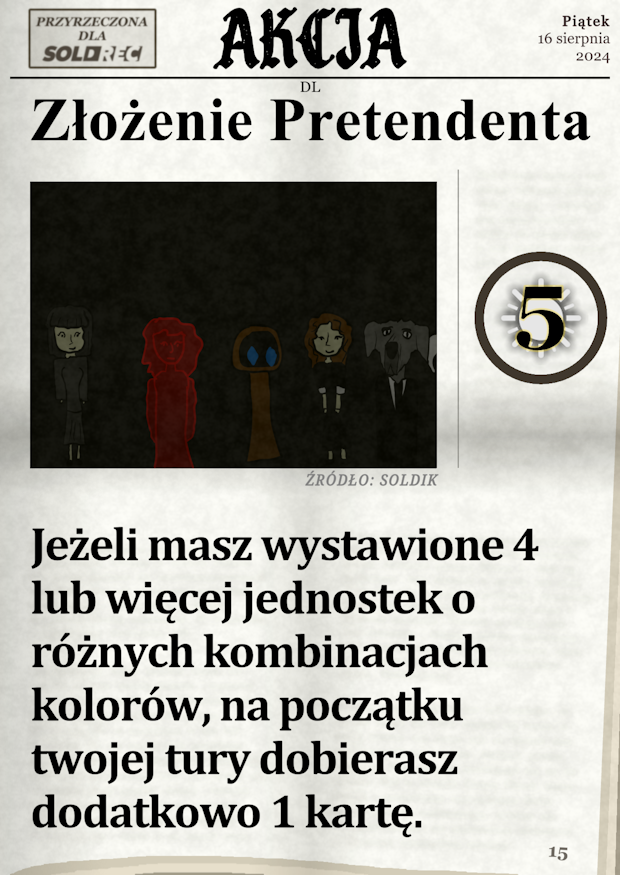 PRZYRZECZONA
DLA
SOLDREC
AKCJA
Piątek
16 sierpnia
2024
DL
Złożenie Pretendenta
5
ŹRÓDŁO: SOLDIK
Jeżeli masz wystawione 4
lub więcej jednostek o
różnych kombinacjach
kolorów, na początku
twojej tury dobierasz
dodatkowo 1 kartę.
15